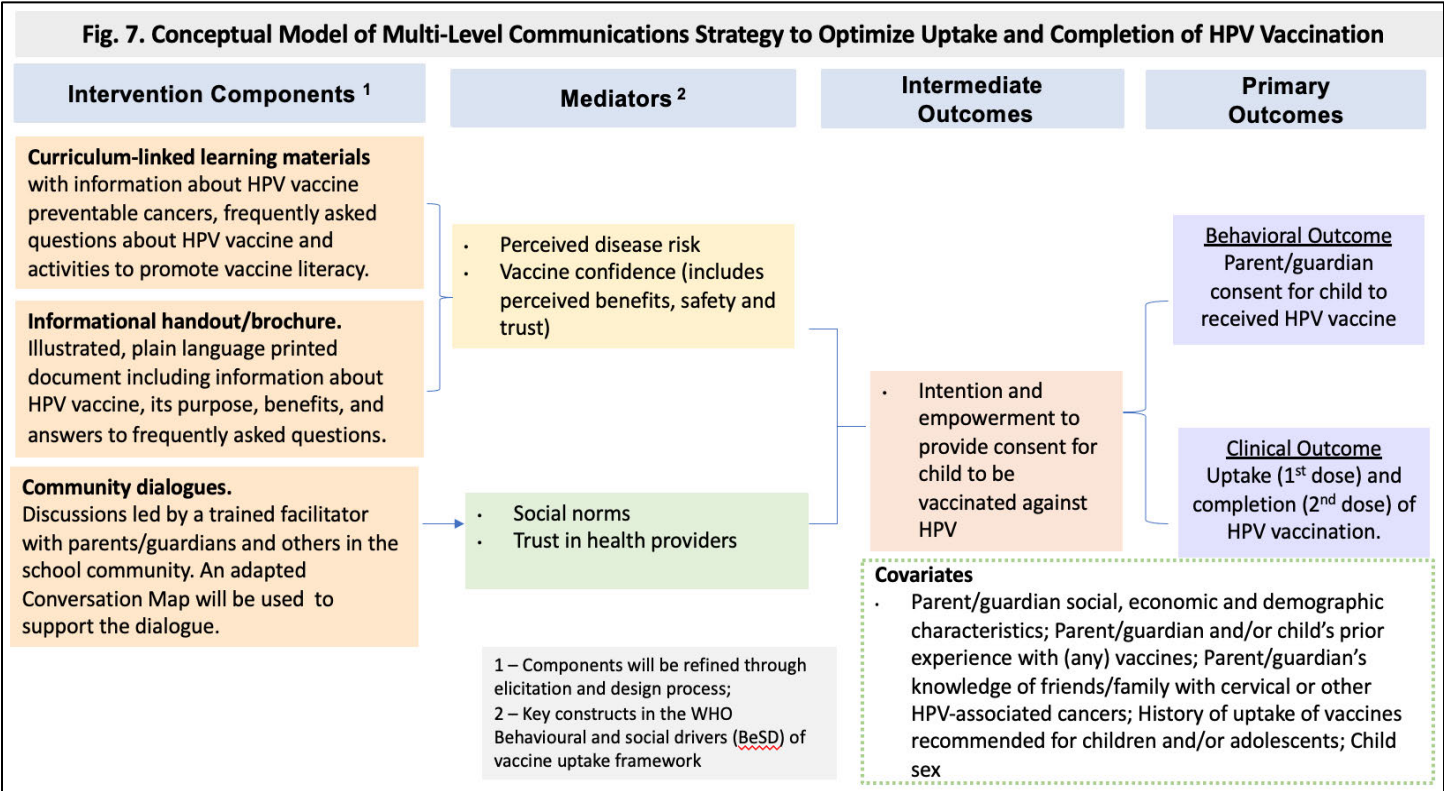 Fig. 7. Conceptual Model of Multi-Level Communications Strategy to Optimize Uptake and Completion of HPV Vaccination
Intervention Components 1
Mediators 2
Intermediate
Outcomes
Primary
Outcomes
Curriculum-linked learning materials
with information about HPV vaccine
preventable cancers, frequently asked
questions about HPV vaccine and
activities to promote vaccine literacy.
Informational handout/brochure.
Illustrated, plain language printed
document including information about
HPV vaccine, its purpose, benefits, and
answers to frequently asked questions.
Community dialogues.
Discussions led by a trained facilitator
with parents/guardians and others in the
school community. An adapted
Conversation Map will be used to
support the dialogue.
· Perceived disease risk
· Vaccine confidence (includes
perceived benefits, safety and
trust)
· Social norms
· Trust in health providers
1 – Components will be refined through
elicitation and design process;
2 – Key constructs in the WHO
Behavioural and social drivers (BeSD) of
vaccine uptake framework
· Intention and
empowerment to
provide consent for
child to be
vaccinated against
HPV
Behavioral Outcome
Parent/guardian
consent for child to
received HPV vaccine
Clinical Outcome
Uptake (1st dose) and
completion (2nd dose) of
HPV vaccination.
Covariates
· Parent/guardian social, economic and demographic
characteristics; Parent/guardian and/or child's prior
experience with (any) vaccines; Parent/guardian's
knowledge of friends/family with cervical or other
HPV-associated cancers; History of uptake of vaccines
recommended for children and/or adolescents; Child
sex